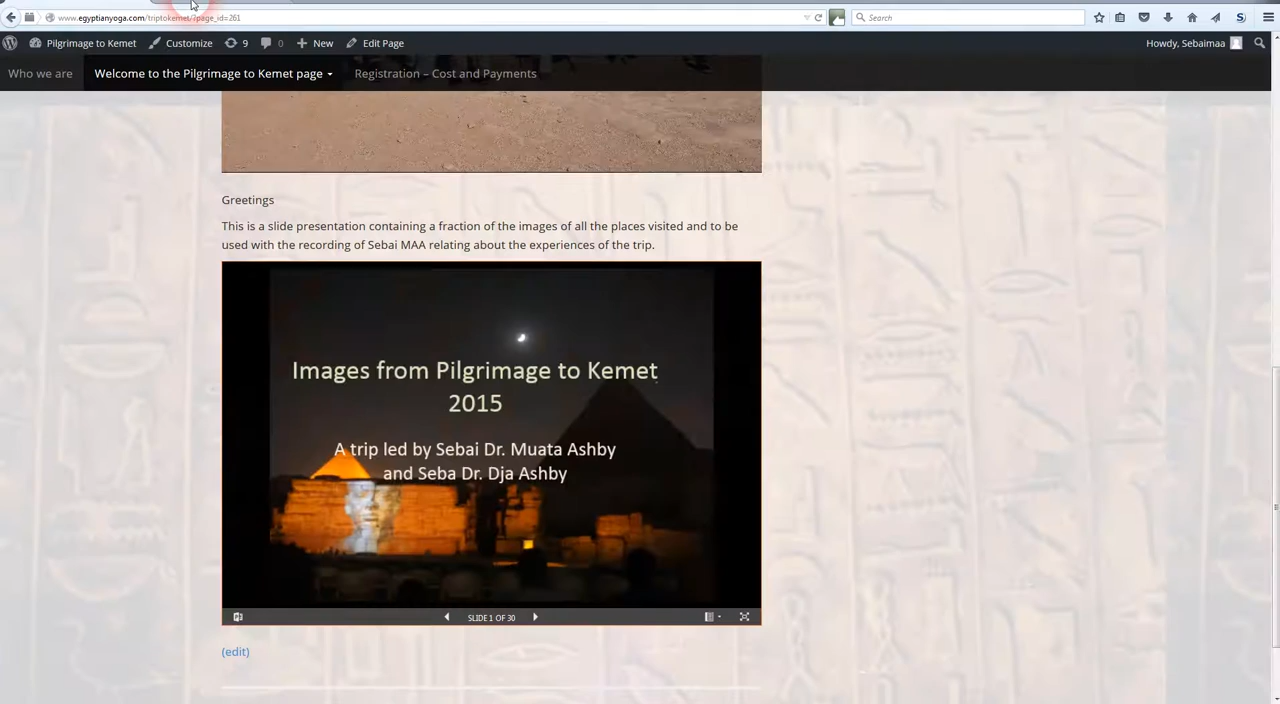 www.egyptianyoga.com/triptokemet/?page_id=261
Search
Pilgrimage to Kemet
Customize
9
0
New
Edit Page
Howdy, Sebaimaa
Who we are
Welcome to the Pilgrimage to Kemet page
Registration – Cost and Payments
Greetings
This is a slide presentation containing a fraction of the images of all the places visited and to be
used with the recording of Sebai MAA relating about the experiences of the trip.
Images from Pilgrimage to Kemet
2015
A trip led by Sebai Dr. Muata Ashby
and Seba Dr. Dja Ashby
SLIDE 1 OF 30
(edit)